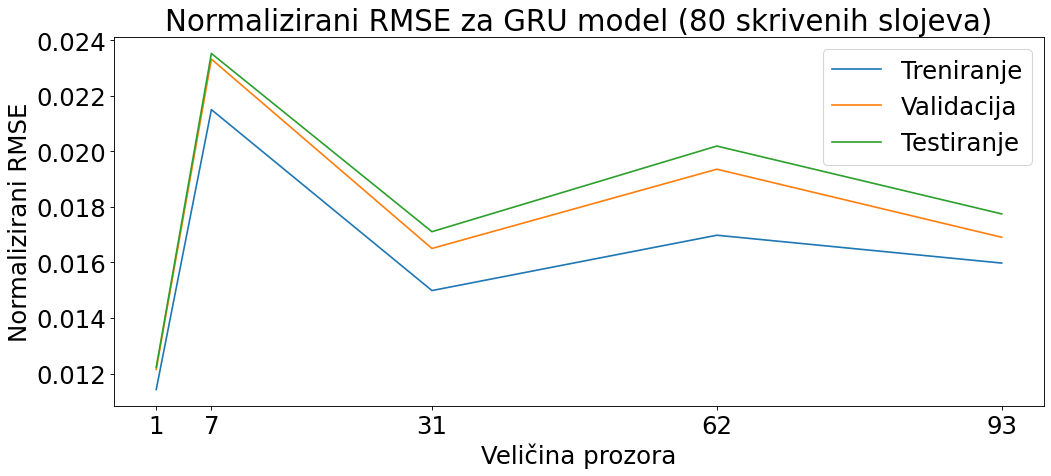 Normalizirani RMSE za GRU model (80 skrivenih slojeva)
Normalizirani RMSE
0.024
0.022
0.020
0.018
0.016
0.014
0.012
Treniranje
Validacija
Testiranje
1 7 31 62 93
Veličina prozora